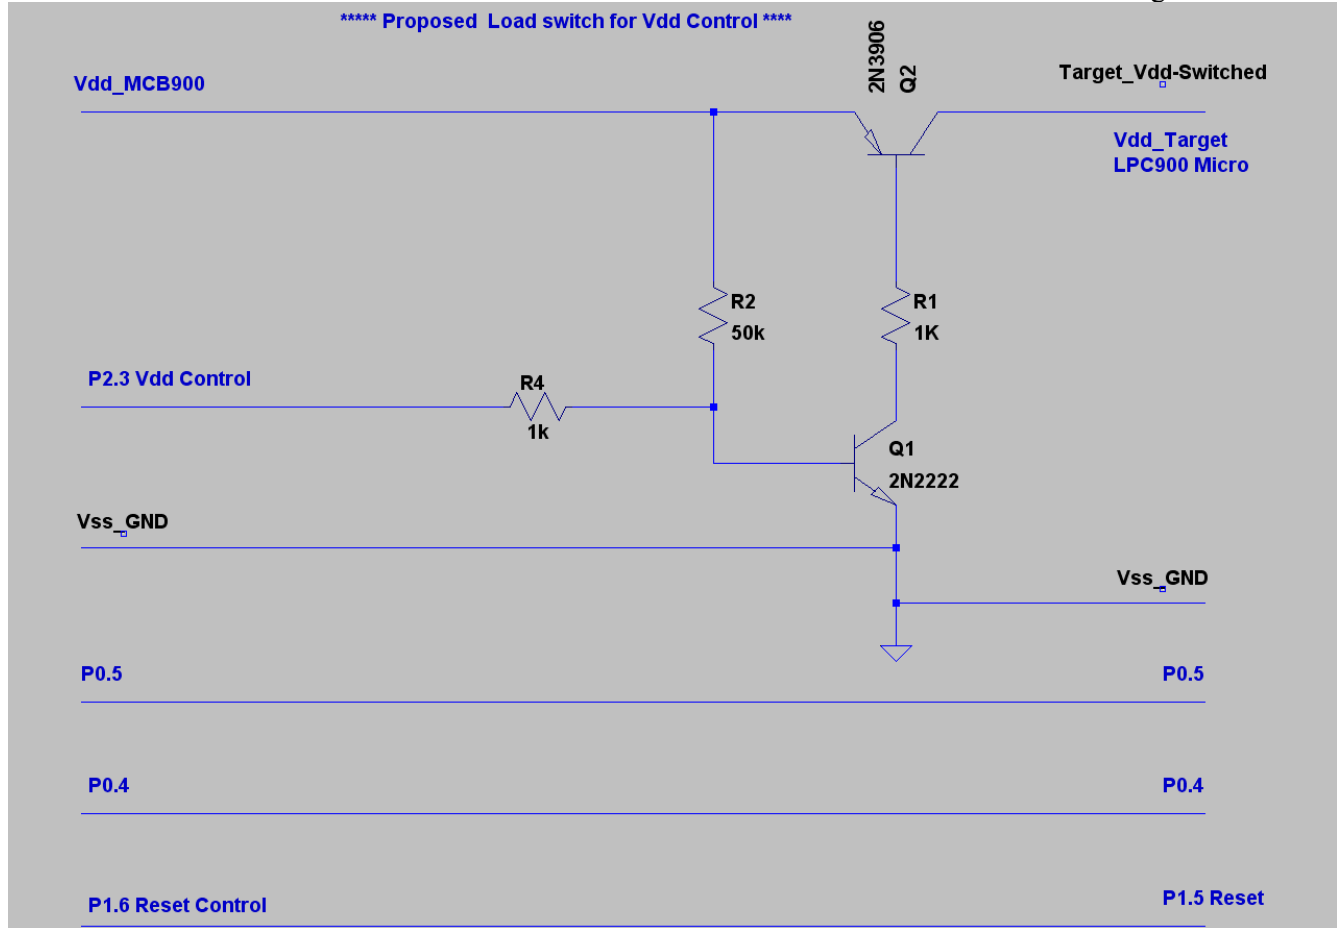 ***** Proposed  Load switch for Vdd Control ****
2N3906
Q2
Vdd_MCB900
Target_Vdd-Switched
Vdd_Target
LPC900 Micro
R2
50k
R1
1K
P2.3 Vdd Control
R4
1k
Q1
2N2222
Vss_GND
Vss_GND
P0.5
P0.5
P0.4
P0.4
P1.6 Reset Control
P1.5 Reset